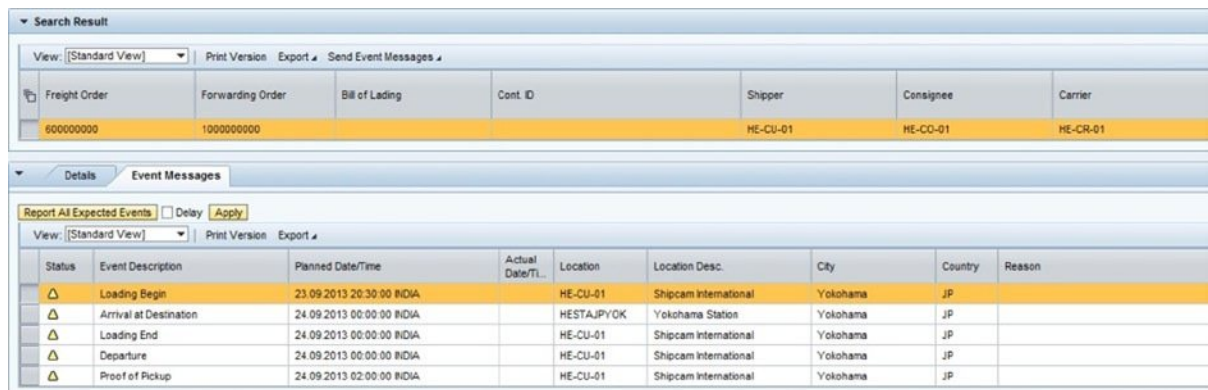 Search Result
View: [Standard View] Print Version Export Send Event Messages
Freight Order Forwarding Order Bill of Lading Cont. ID Shipper Consignee Carrier
600000000 1000000000 HE-CU-01 HE-CO-01 HE-CR-01
Details Event Messages
Report All Expected Events Delay Apply
View: [Standard View] Print Version Export
Status Event Description Planned Date/Time Actual Date/Ti... Location Location Desc. City Country Reason
Loading Begin 23.09.2013 20:30:00 INDIA HE-CU-01 Shipcam International Yokohama JP
Arrival at Destination 24.09.2013 00:00:00 INDIA HESTAJPYOK Yokohama Station Yokohama JP
Loading End 24.09.2013 00:00:00 INDIA HE-CU-01 Shipcam International Yokohama JP
Departure 24.09.2013 00:00:00 INDIA HE-CU-01 Shipcam International Yokohama JP
Proof of Pickup 24.09.2013 02:00:00 INDIA HE-CU-01 Shipcam International Yokohama JP